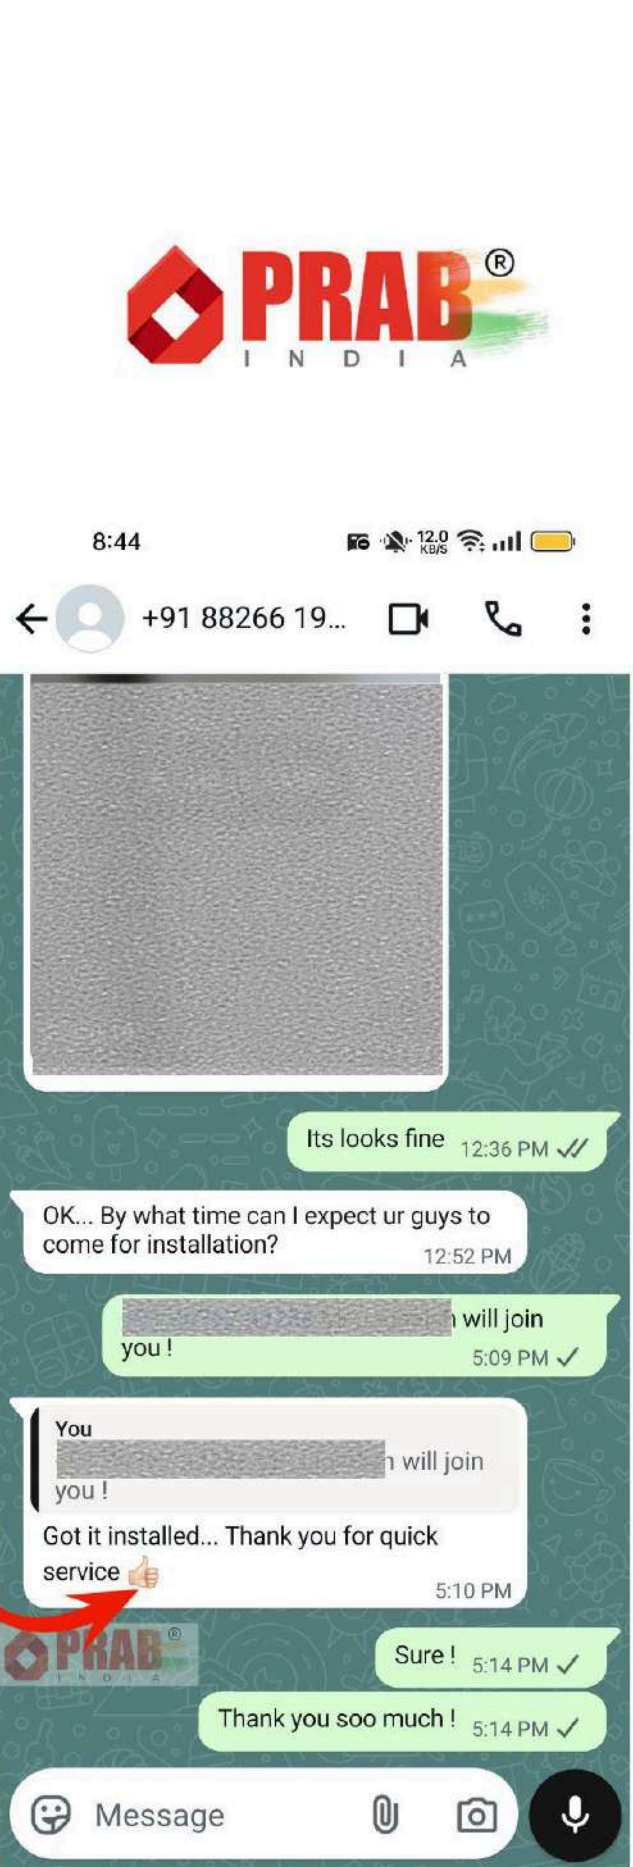 PRAB®
INDIA
8:44
12.0
KB/S
+91 88266 19...
Its looks fine
12:36 PM
OK... By what time can I expect ur guys to
come for installation?
12:52 PM
will join
you !
5:09 PM
You
will join
you !
Got it installed... Thank you for quick
service 👍🏻
5:10 PM
PRAB®
INDIA
Sure !
5:14 PM
Thank you soo much !
5:14 PM
Message